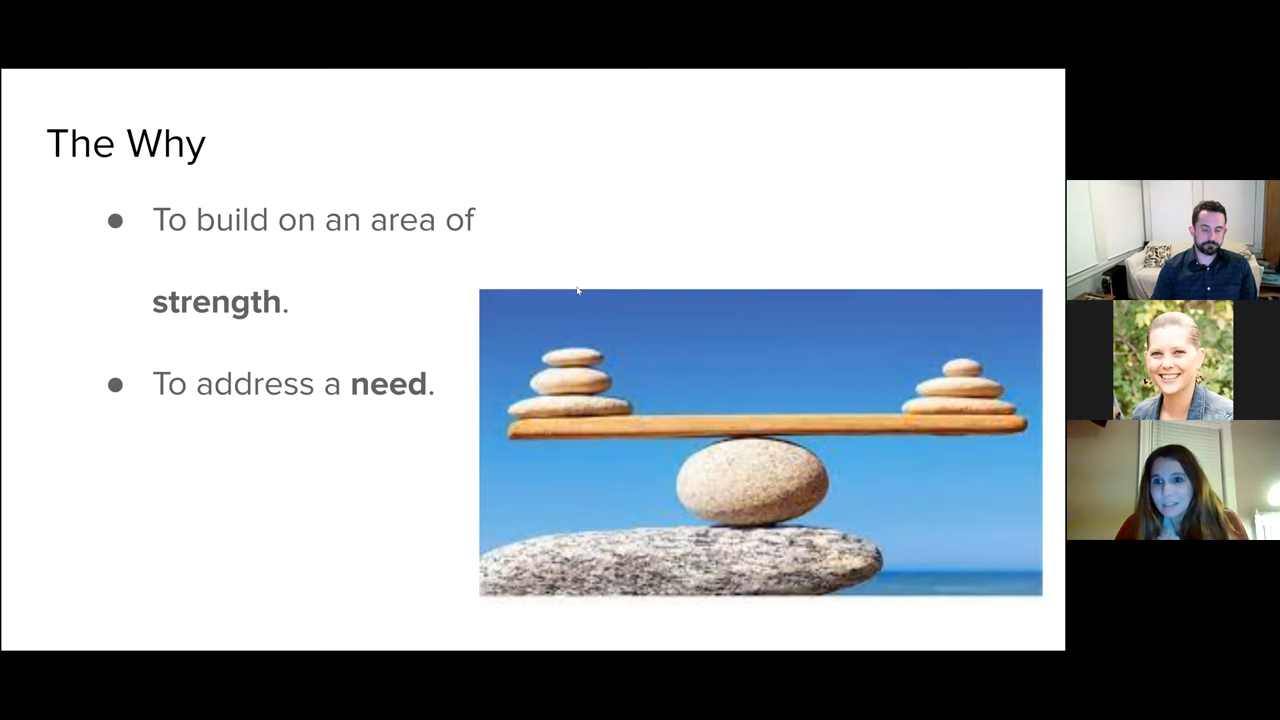 The Why
● To build on an area of
strength.
● To address a need.